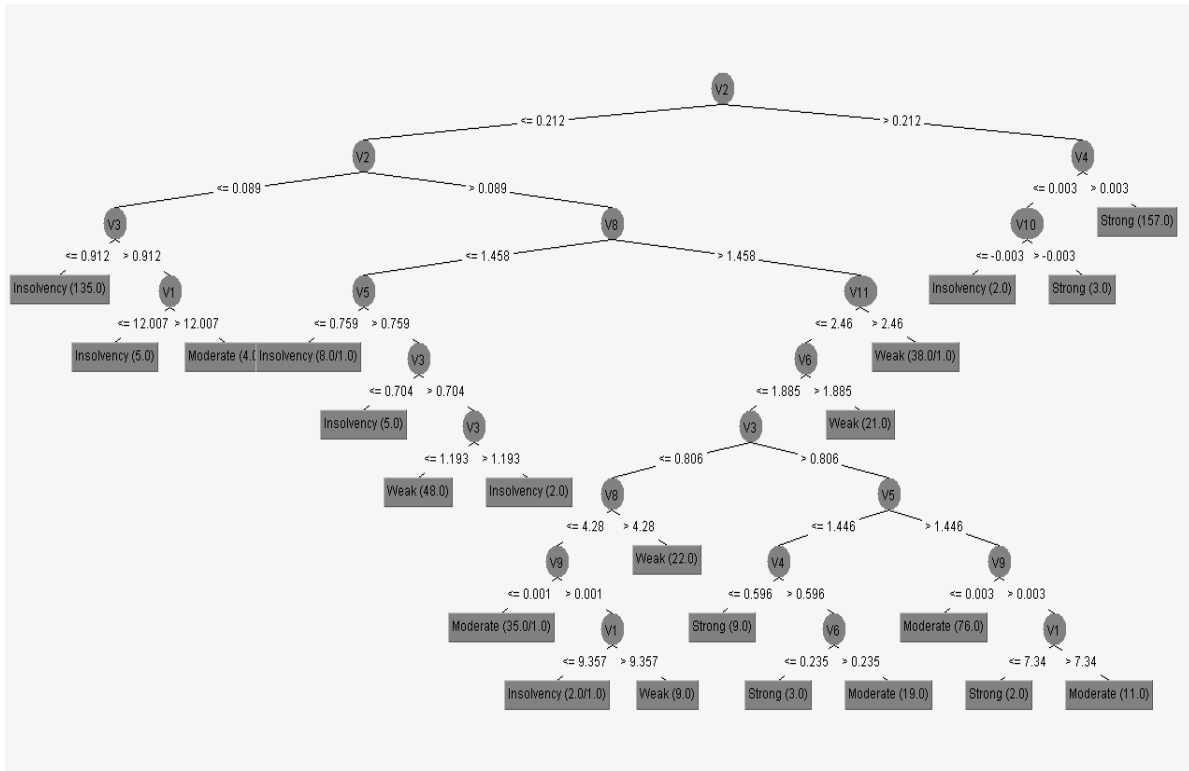 V2
<= 0.212 > 0.212
V2 V4
<= 0.089 > 0.089 <= 0.003 > 0.003
V3 V8 V10 Strong (157.0)
<= 0.912 > 0.912 <= 1.458 > 1.458 <= -0.003 > -0.003
Insolvency (135.0) V1 V5 V11 Insolvency (2.0) Strong (3.0)
<= 12.007 > 12.007 <= 0.759 > 0.759 <= 2.46 > 2.46
Insolvency (5.0) Moderate (4.0 Insolvency (8.0/1.0) V3 V6 Weak (38.0/1.0)
<= 0.704 > 0.704 <= 1.885 > 1.885
Insolvency (5.0) V3 V3 Weak (21.0)
<= 1.193 > 1.193 <= 0.806 > 0.806
Weak (48.0) Insolvency (2.0) V8 V5
<= 4.28 > 4.28 <= 1.446 > 1.446
V9 Weak (22.0) V4 V9
<= 0.001 > 0.001 <= 0.596 > 0.596 <= 0.003 > 0.003
Moderate (35.0/1.0) V1 Strong (9.0) V6 Moderate (76.0) V1
<= 9.357 > 9.357 <= 0.235 > 0.235 <= 7.34 > 7.34
Insolvency (2.0/1.0) Weak (9.0) Strong (3.0) Moderate (19.0) Strong (2.0) Moderate (11.0)